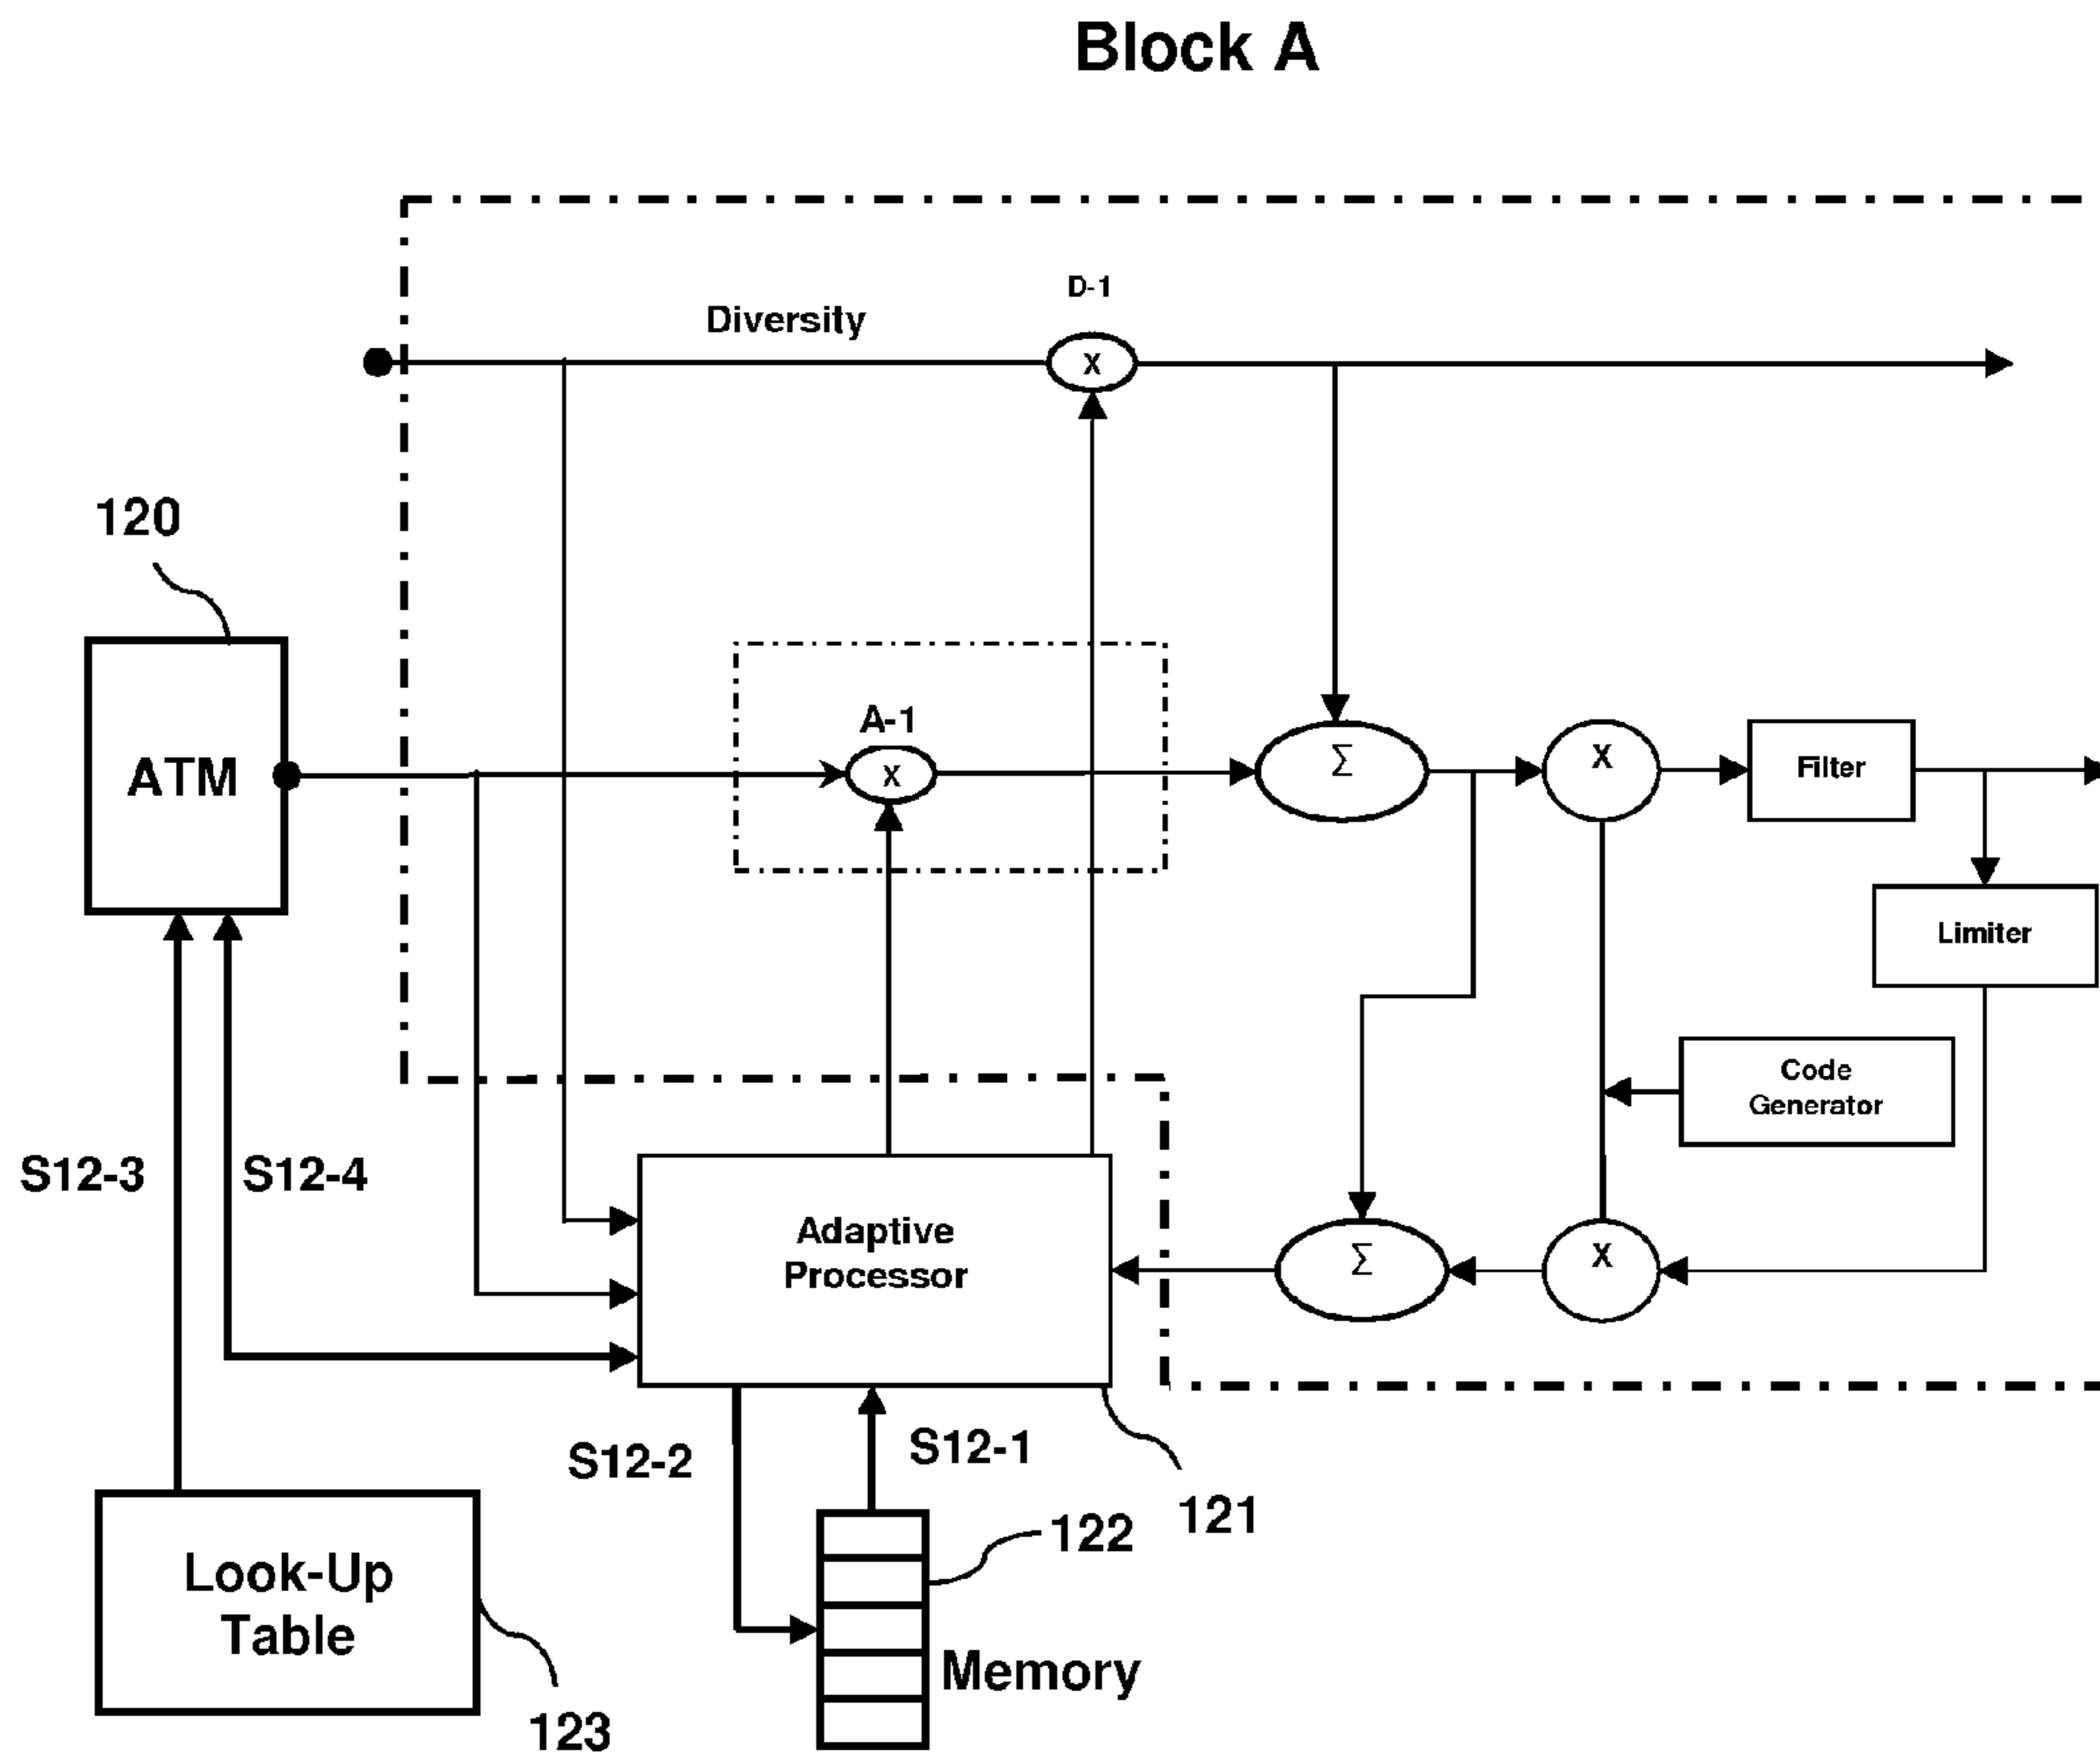 Block A
D-1
Diversity
120
A-1
ATM
x
x
Σ
X
Filter
Limiter
Code
Generator
S12-3
S12-4
Adaptive
Processor
Σ
X
S12-2
S12-1
121
122
Look-Up
Table
Memory
123